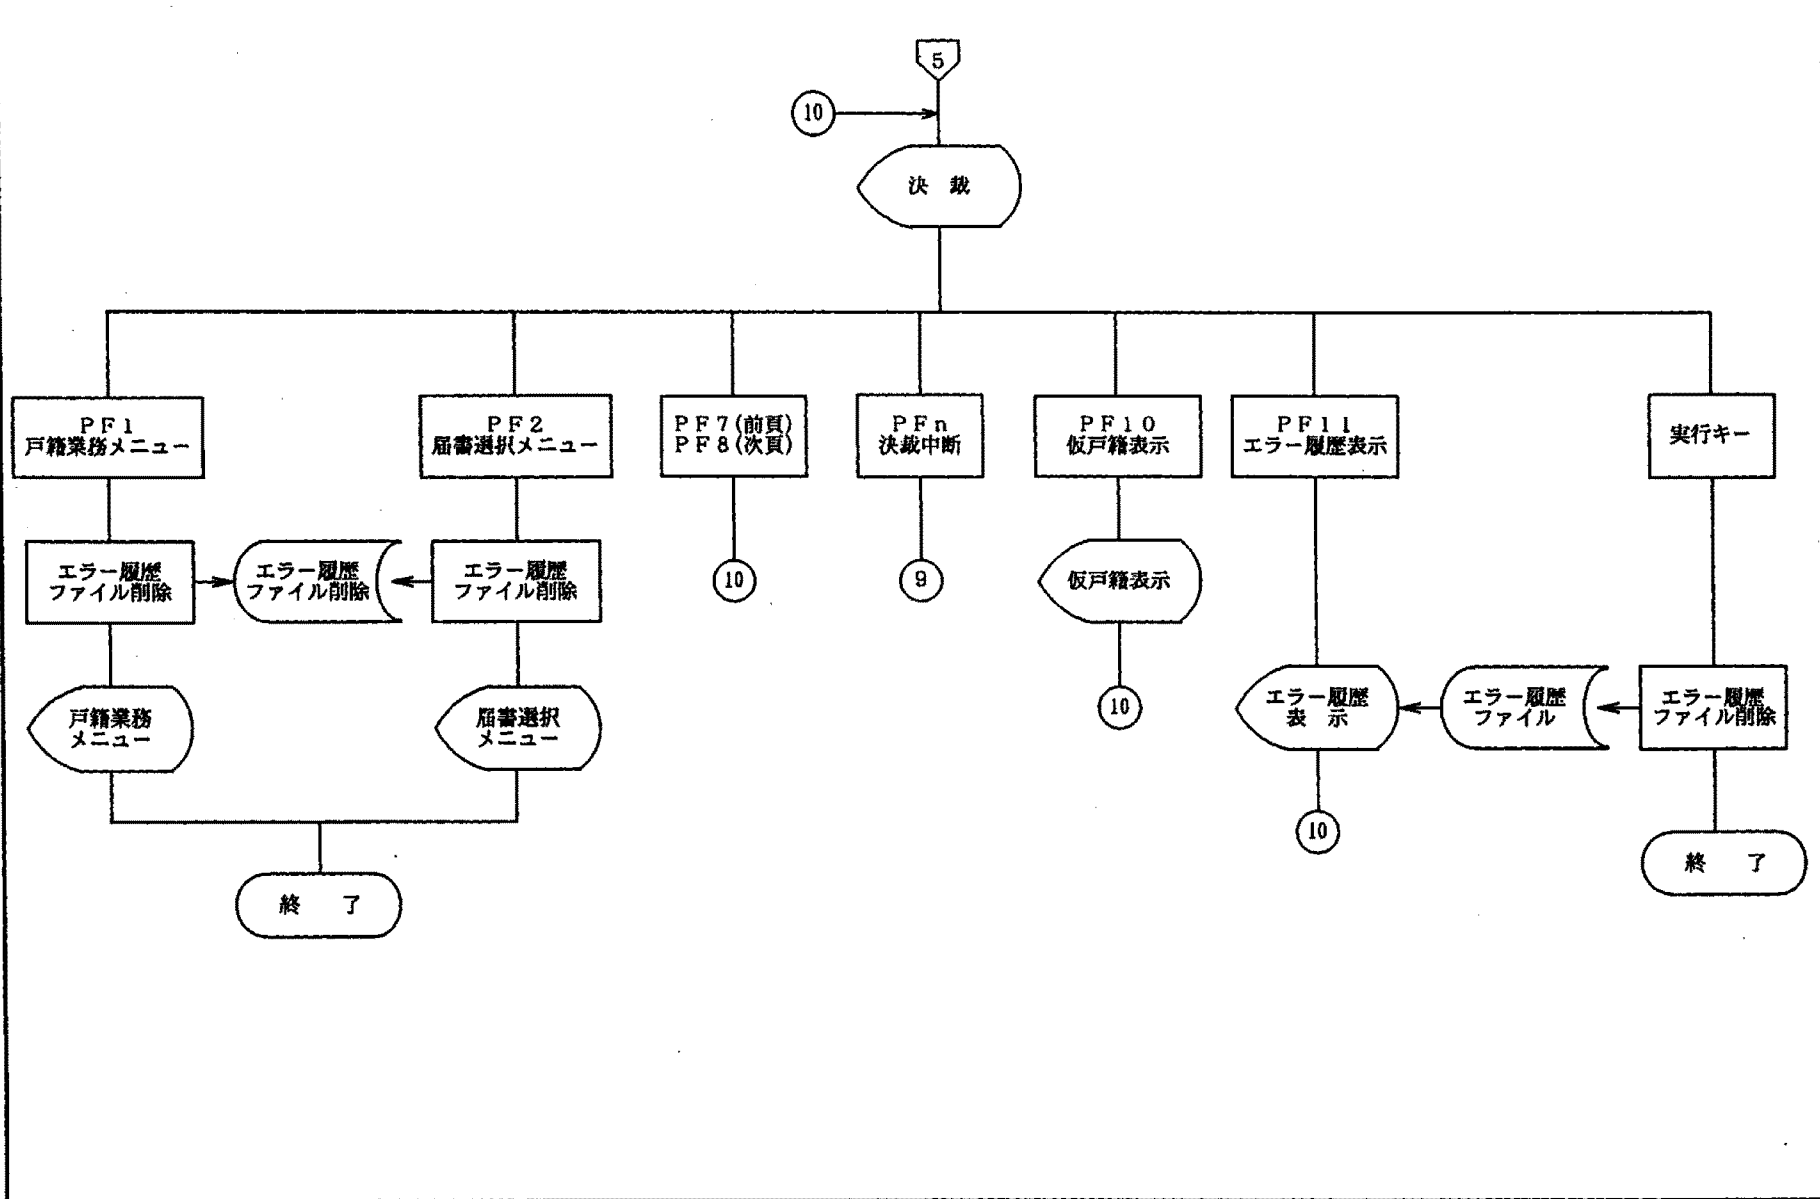 5
10
決　裁
ＰＦ１
戸籍業務メニュー
ＰＦ２
届書選択メニュー
ＰＦ７(前頁)
ＰＦ８(次頁)
ＰＦｎ
決裁中断
ＰＦ１０
仮戸籍表示
ＰＦ１１
エラー履歴表示
実行キー
エラー履歴
ファイル削除
エラー履歴
ファイル削除
エラー履歴
ファイル削除
10
9
仮戸籍表示
戸籍業務
メニュー
届書選択
メニュー
10
エラー履歴
表　示
エラー履歴
ファイル
エラー履歴
ファイル削除
10
終　了
終　了